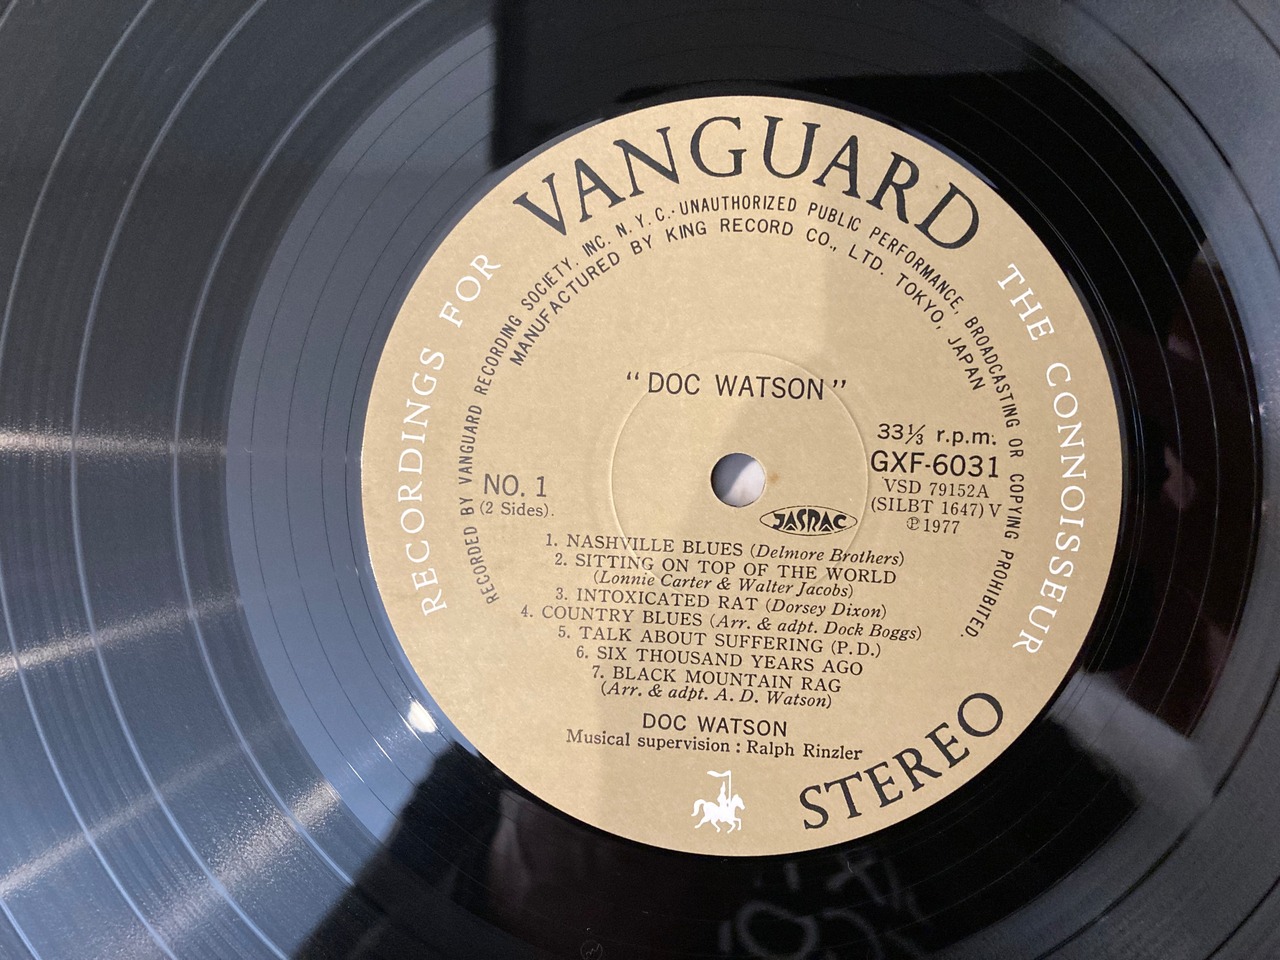 RECORDINGS FOR VANGUARD THE CONNOISSEUR
RECORDED BY VANGUARD RECORDING SOCIETY, INC. N. Y. C.·UNAUTHORIZED PUBLIC PERFORMANCE, BROADCASTING OR COPYING PROHIBITED.
MANUFACTURED BY KING RECORD CO., LTD. TOKYO, JAPAN
“DOC WATSON”
33⅓ r.p.m.
GXF-6031
VSD 79152A
(SILBT 1647) V
℗1977
NO. 1
(2 Sides).
JASRAC
1. NASHVILLE BLUES (Delmore Brothers)
2. SITTING ON TOP OF THE WORLD
(Lonnie Carter & Walter Jacobs)
3. INTOXICATED RAT (Dorsey Dixon)
4. COUNTRY BLUES (Arr. & adpt. Dock Boggs)
5. TALK ABOUT SUFFERING (P.D.)
6. SIX THOUSAND YEARS AGO
7. BLACK MOUNTAIN RAG
(Arr. & adpt. A. D. Watson)
DOC WATSON
Musical supervision : Ralph Rinzler
STEREO